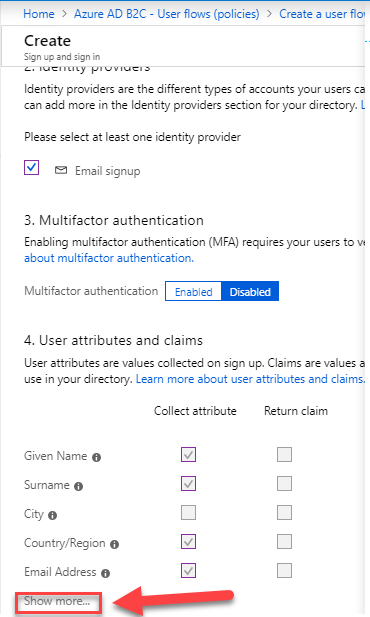 Home > Azure AD B2C - User flows (policies) > Create a user flo
Create
Sign up and sign in
2. Identity providers
Identity providers are the different types of accounts your users ca
can add more in the Identity providers section for your directory. L
Please select at least one identity provider
Email signup
3. Multifactor authentication
Enabling multifactor authentication (MFA) requires your users to ve
about multifactor authentication.
Multifactor authentication Enabled Disabled
4. User attributes and claims
User attributes are values collected on sign up. Claims are values a
use in your directory. Learn more about user attributes and claims.
Collect attribute Return claim
Given Name
Surname
City
Country/Region
Email Address
Show more...